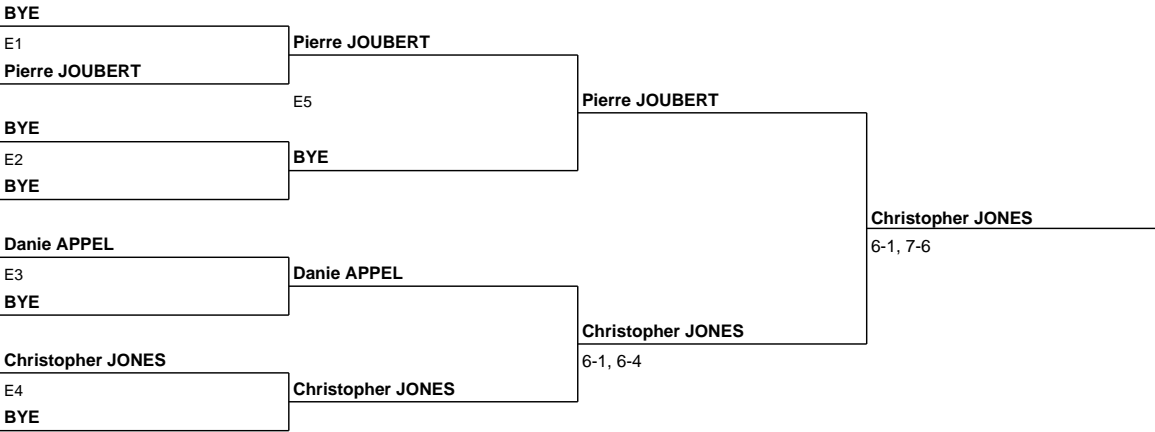 BYE
E1
Pierre JOUBERT
Pierre JOUBERT
E5
Pierre JOUBERT
BYE
E2
BYE
BYE
Christopher JONES
6-1, 7-6
Danie APPEL
E3
Danie APPEL
BYE
Christopher JONES
6-1, 6-4
Christopher JONES
E4
Christopher JONES
BYE